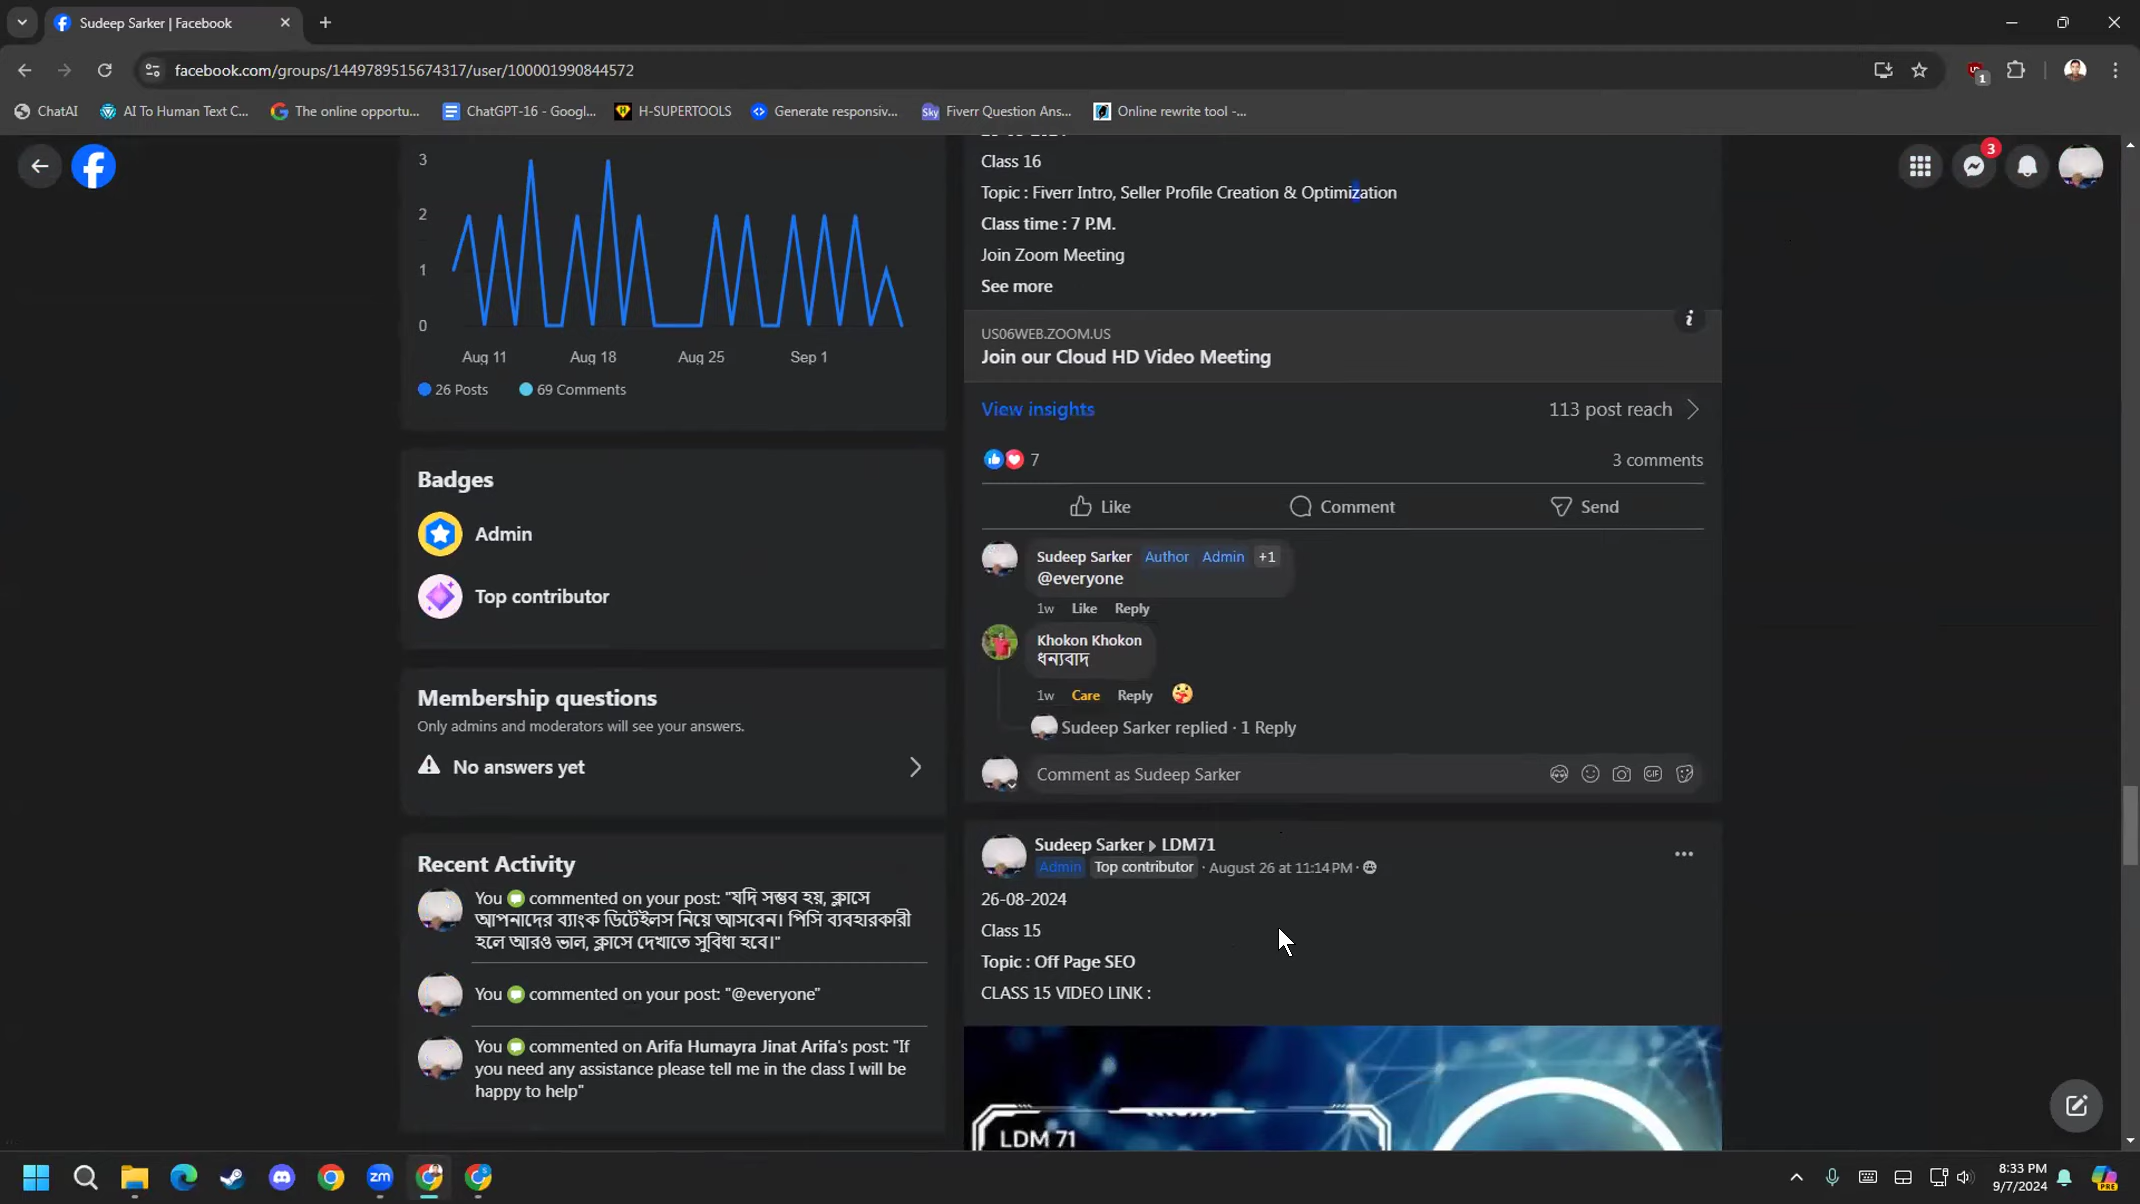 Sudeep Sarker | Facebook
facebook.com/groups/1449789515674317/user/100001990844572
1
ChatAI
AI To Human Text C...
The online opportu...
ChatGPT-16 - Googl...
H-SUPERTOOLS
Generate responsiv...
Sky
Fiverr Question Ans...
Online rewrite tool -...
3
3
2
1
0
Aug 11
Aug 18
Aug 25
Sep 1
26 Posts
69 Comments
Badges
Admin
Top contributor
Membership questions
Only admins and moderators will see your answers.
No answers yet
Recent Activity
You commented on your post: "যদি সম্ভব হয়, ক্লাসে
আপনাদের ব্যাংক ডিটেইলস নিয়ে আসবেন। পিসি ব্যবহারকারী
হলে আরও ভাল, ক্লাসে দেখাতে সুবিধা হবে।"
You commented on your post: "@everyone"
You commented on Arifa Humayra Jinat Arifa's post: "If
you need any assistance please tell me in the class I will be
happy to help"
Class 16
Topic : Fiverr Intro, Seller Profile Creation & Optimization
Class time : 7 P.M.
Join Zoom Meeting
See more
US06WEB.ZOOM.US
Join our Cloud HD Video Meeting
View insights
113 post reach
7
3 comments
Like
Comment
Send
Sudeep Sarker Author Admin +1
@everyone
1w Like Reply
Khokon Khokon
ধন্যবাদ
1w Care Reply
Sudeep Sarker replied · 1 Reply
Comment as Sudeep Sarker
GIF
Sudeep Sarker LDM71
Admin Top contributor · August 26 at 11:14 PM ·
26-08-2024
Class 15
Topic : Off Page SEO
CLASS 15 VIDEO LINK :
LDM 71
zm
8:33 PM
9/7/2024
PRE